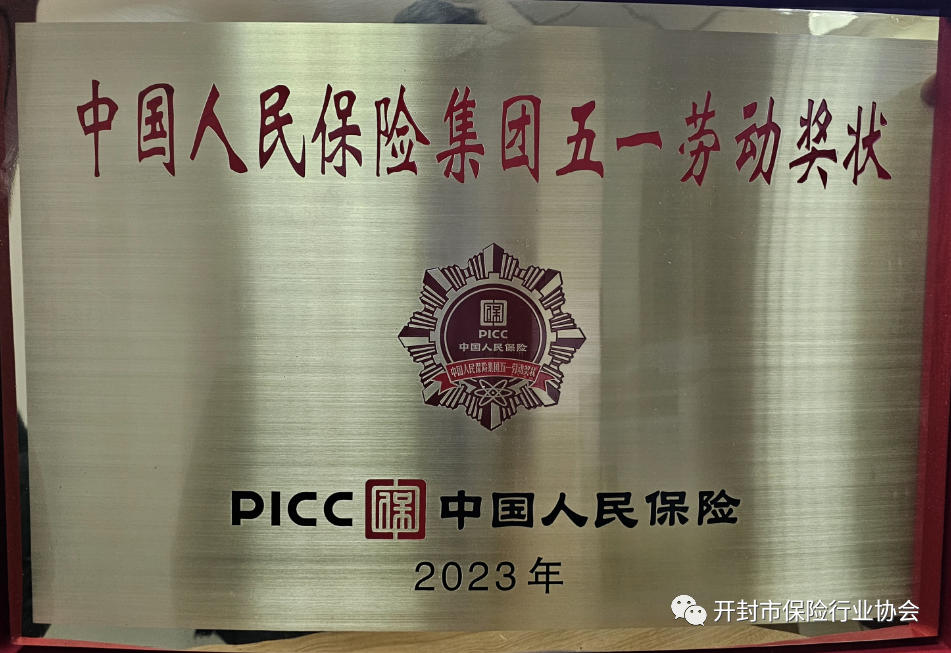 中国人民保险集团五一劳动奖状
PICC
中国人民保险
中国人民保险集团五一劳动奖状
PICC 保 中国人民保险
2023年
开封市保险行业协会